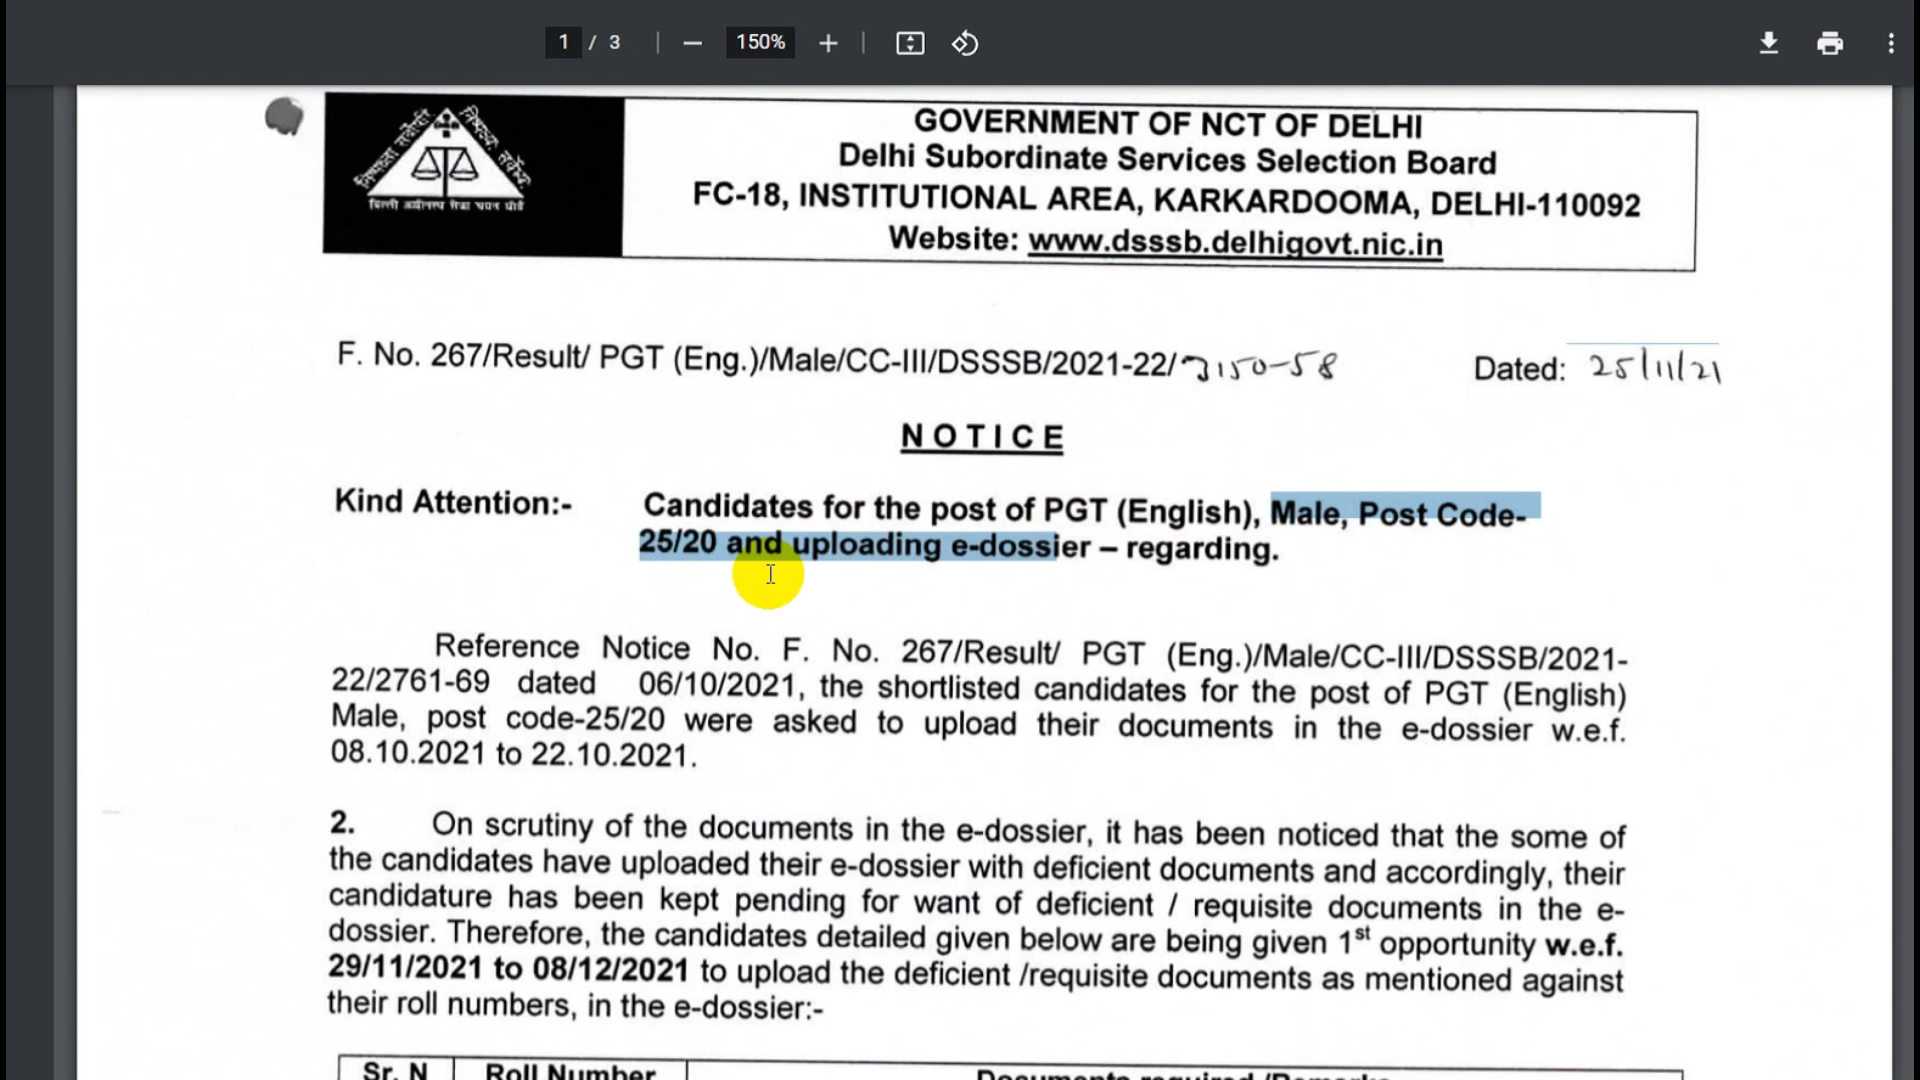 1 / 3 150%
GOVERNMENT OF NCT OF DELHI
Delhi Subordinate Services Selection Board
FC-18, INSTITUTIONAL AREA, KARKARDOOMA, DELHI-110092
Website: www.dsssb.delhigovt.nic.in
दिल्ली अधीनस्थ सेवा चयन बोर्ड
F. No. 267/Result/ PGT (Eng.)/Male/CC-III/DSSSB/2021-22/3150-58 Dated: 25/11/21
NOTICE
Kind Attention:- Candidates for the post of PGT (English), Male, Post Code-
25/20 and uploading e-dossier – regarding.
Reference Notice No. F. No. 267/Result/ PGT (Eng.)/Male/CC-III/DSSSB/2021-
22/2761-69 dated 06/10/2021, the shortlisted candidates for the post of PGT (English)
Male, post code-25/20 were asked to upload their documents in the e-dossier w.e.f.
08.10.2021 to 22.10.2021.
2. On scrutiny of the documents in the e-dossier, it has been noticed that the some of
the candidates have uploaded their e-dossier with deficient documents and accordingly, their
candidature has been kept pending for want of deficient / requisite documents in the e-
dossier. Therefore, the candidates detailed given below are being given 1st opportunity w.e.f.
29/11/2021 to 08/12/2021 to upload the deficient /requisite documents as mentioned against
their roll numbers, in the e-dossier:-
Sr. N Roll Number Documents required /Remarks